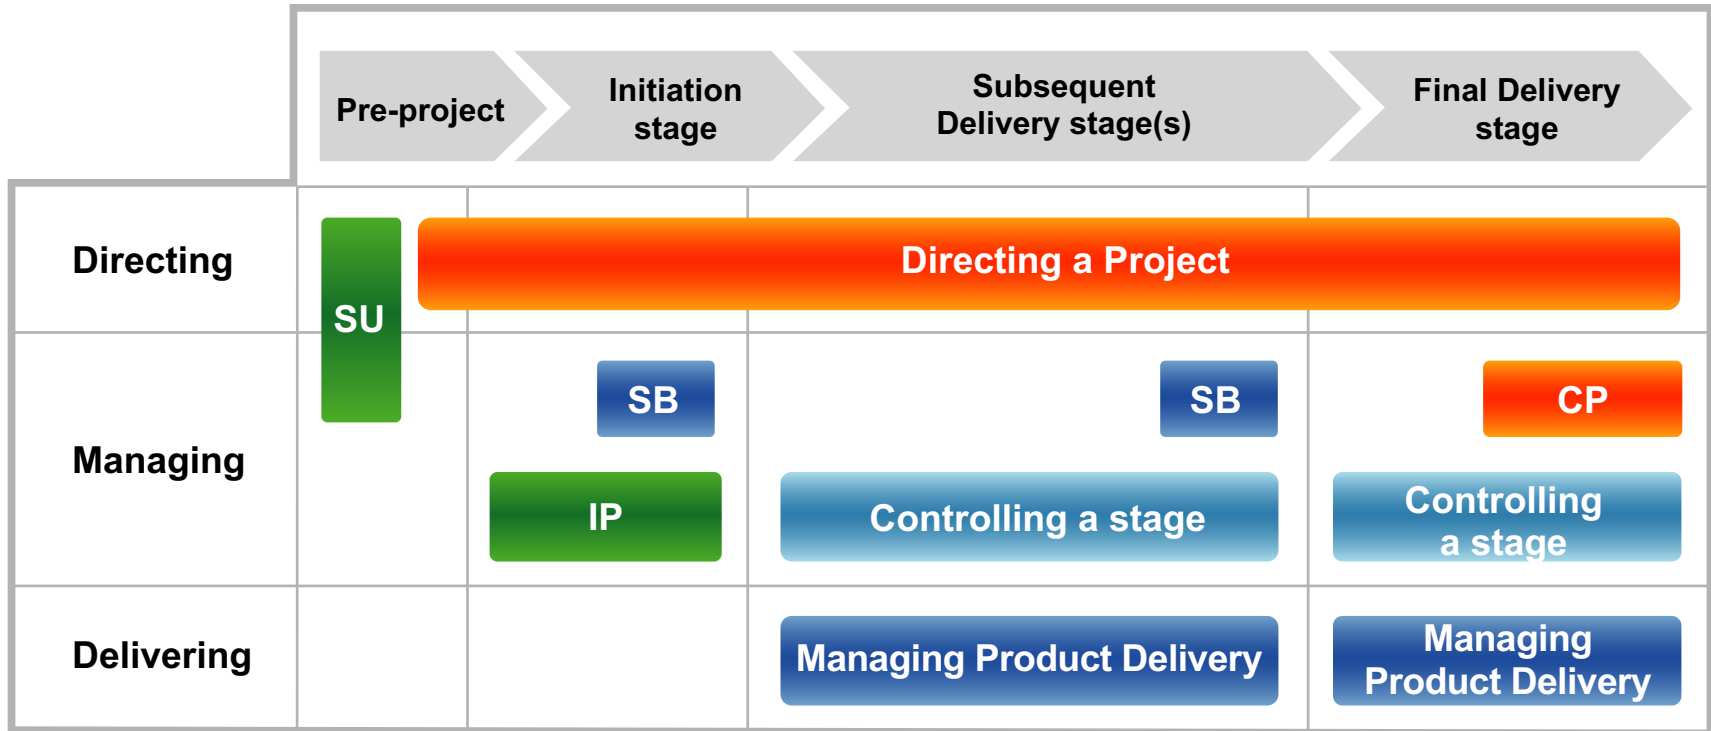 Pre-project
Initiation
stage
Subsequent
Delivery stage(s)
Final Delivery
stage
Directing
SU
Directing a Project
Managing
SB
SB
CP
IP
Controlling a stage
Controlling
a stage
Delivering
Managing Product Delivery
Managing
Product Delivery